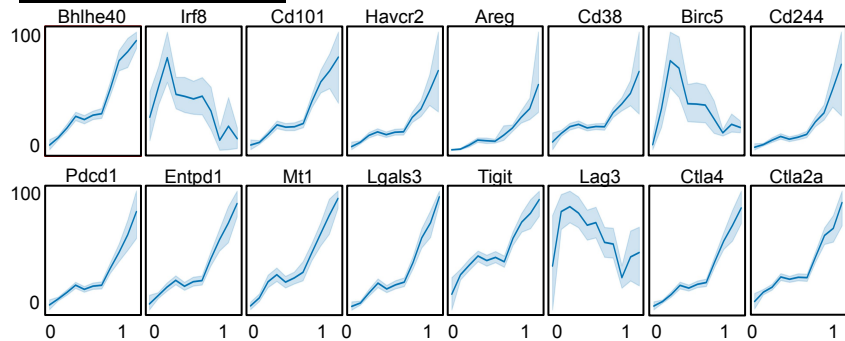 Bhlhe40 Irf8 Cd101 Havcr2 Areg Cd38 Birc5 Cd244
100
0
Pdcd1 Entpd1 Mt1 Lgals3 Tigit Lag3 Ctla4 Ctla2a
100
0
0 1 0 1 0 1 0 1 0 1 0 1 0 1 0 1